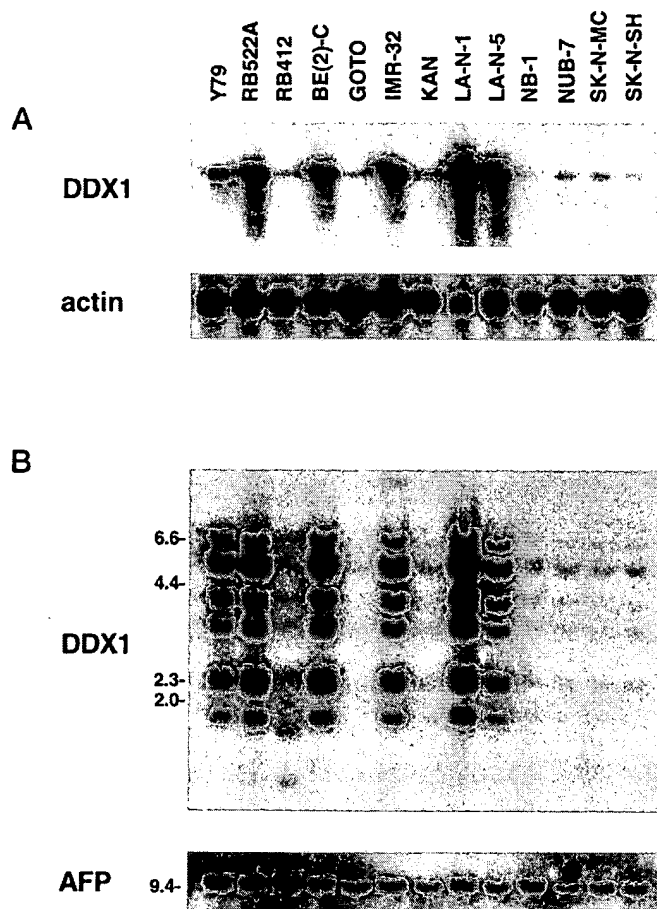 Y79 RB522A RB412 BE(2)-C GOTO IMR-32 KAN LA-N-1 LA-N-5 NB-1 NUB-7 SK-N-MC SK-N-SH
A
DDX1
actin
B
6.6-
4.4-
DDX1
2.3-
2.0-
AFP 9.4-